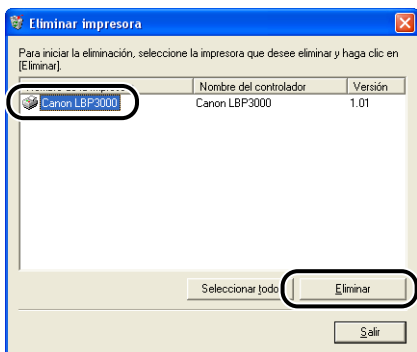 Eliminar impresora
Para iniciar la eliminación, seleccione la impresora que desee eliminar y haga clic en
[Eliminar].
Nombre del controlador Versión
Canon LBP3000 Canon LBP3000 1.01
Seleccionar todo Eliminar
Salir